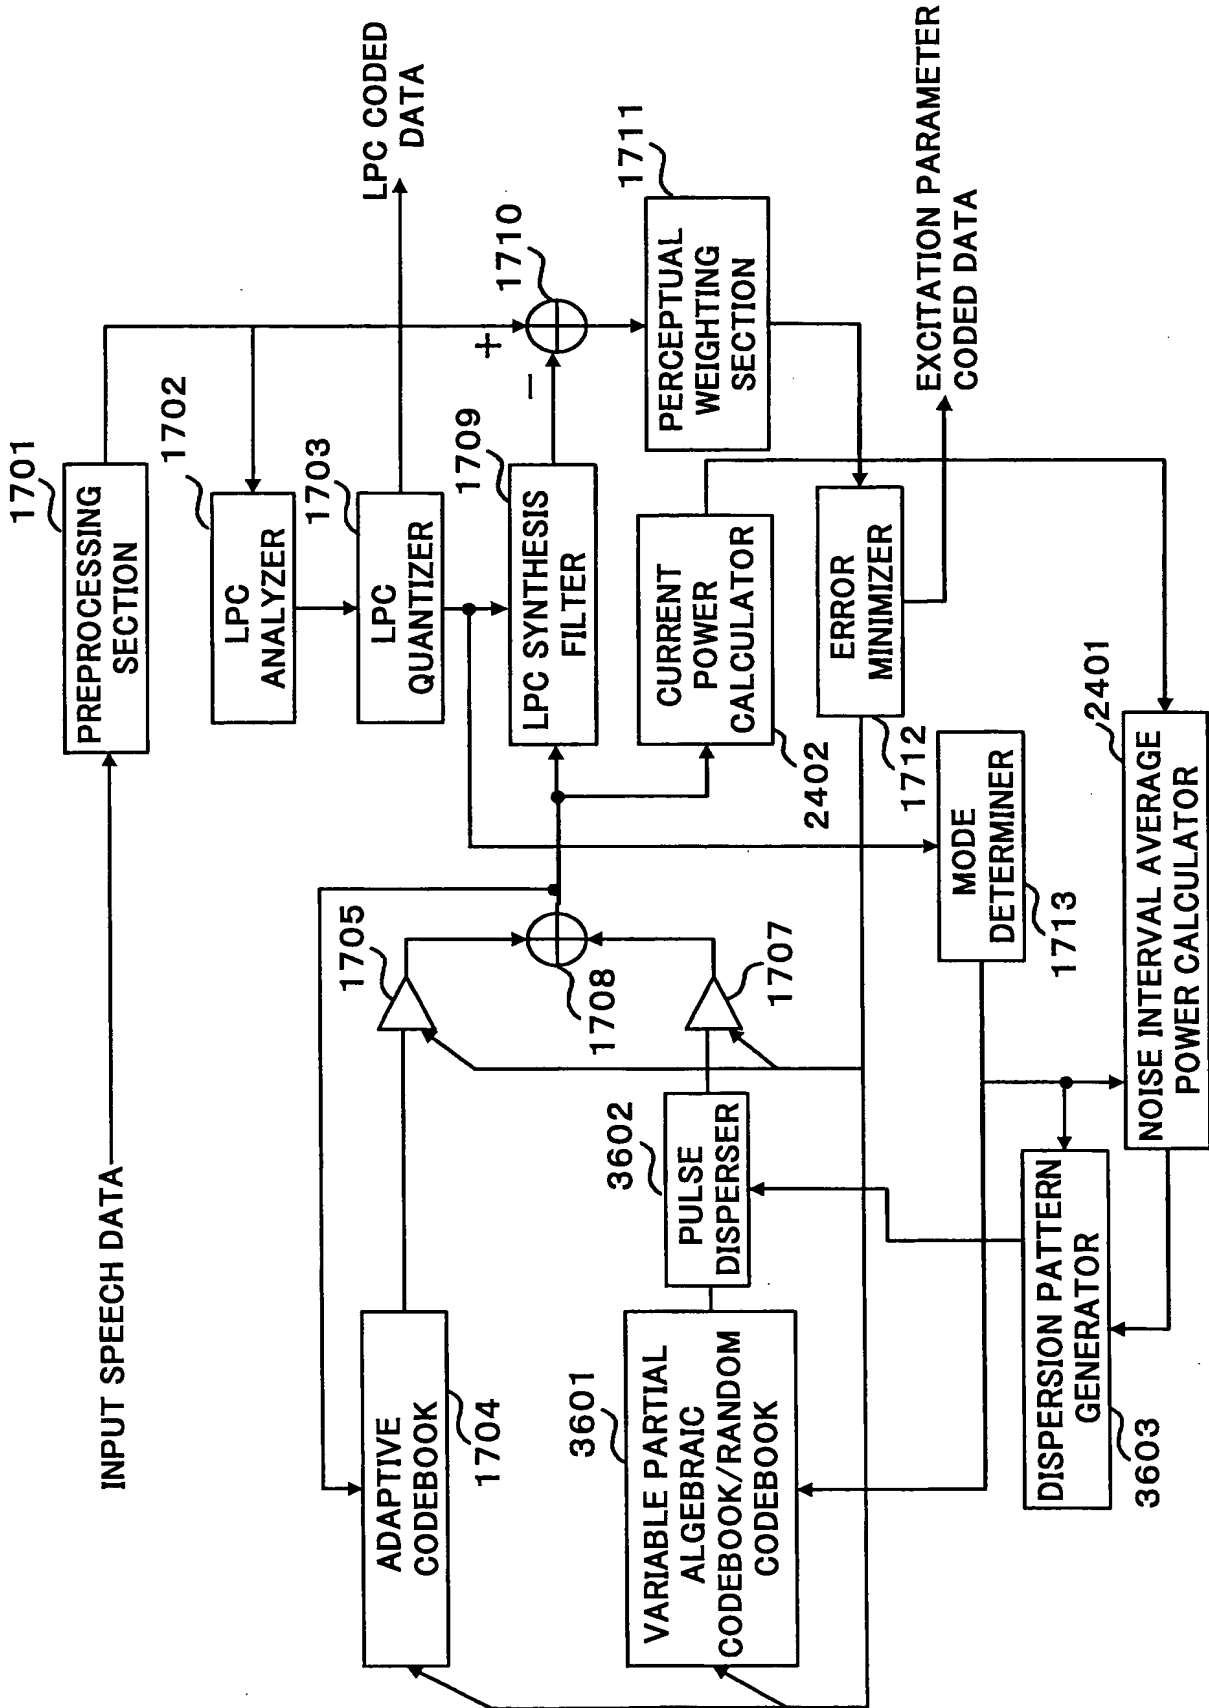 INPUT SPEECH DATA
1701
PREPROCESSING
SECTION
1702
LPC
ANALYZER
1703
LPC
QUANTIZER
LPC CODED
DATA
1705
ADAPTIVE
CODEBOOK
1704
1708
1709
LPC SYNTHESIS
FILTER
+
−
1710
PERCEPTUAL
WEIGHTING
SECTION
1711
3601
VARIABLE PARTIAL
ALGEBRAIC
CODEBOOK/RANDOM
CODEBOOK
3602
PULSE
DISPERSER
1707
CURRENT
POWER
CALCULATOR
2402
ERROR
MINIMIZER
1712
EXCITATION PARAMETER
CODED DATA
MODE
DETERMINER
1713
DISPERSION PATTERN
GENERATOR
3603
2401
NOISE INTERVAL AVERAGE
POWER CALCULATOR